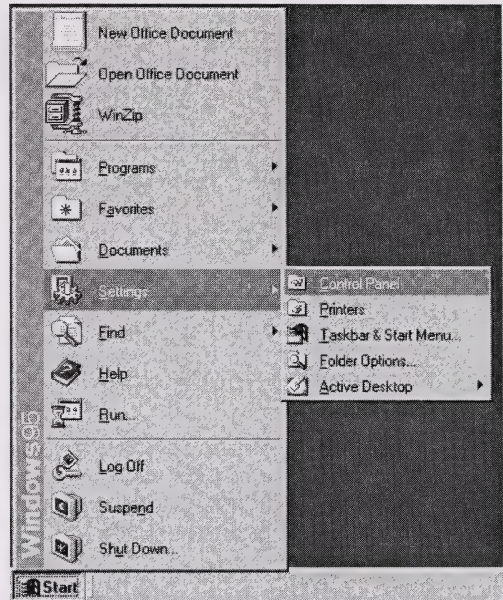 New Office Document
Open Office Document
WinZip
Programs
Favorites
Documents
Settings
Control Panel
Printers
Taskbar & Start Menu...
Folder Options...
Active Desktop
Find
Help
Run...
Log Off
Suspend
Shut Down...
Windows95
Start